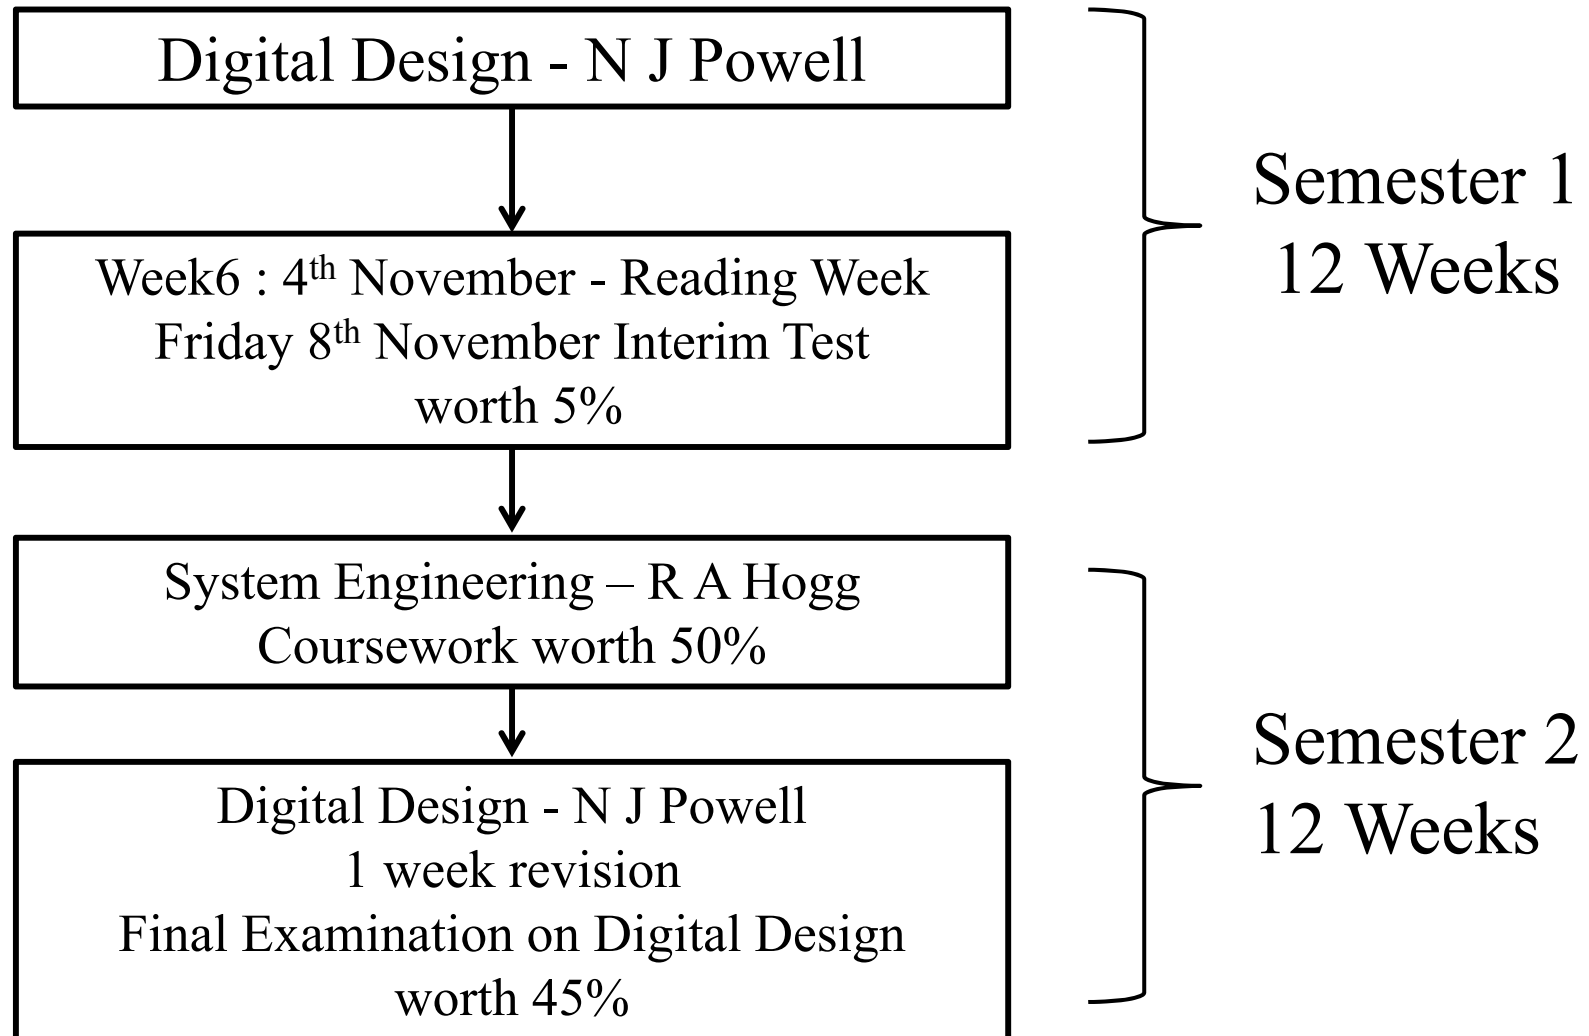 Digital Design - N J Powell
Semester 1
12 Weeks
Week6 : 4th November - Reading Week
Friday 8th November Interim Test
worth 5%
System Engineering – R A Hogg
Coursework worth 50%
Semester 2
12 Weeks
Digital Design - N J Powell
1 week revision
Final Examination on Digital Design
worth 45%